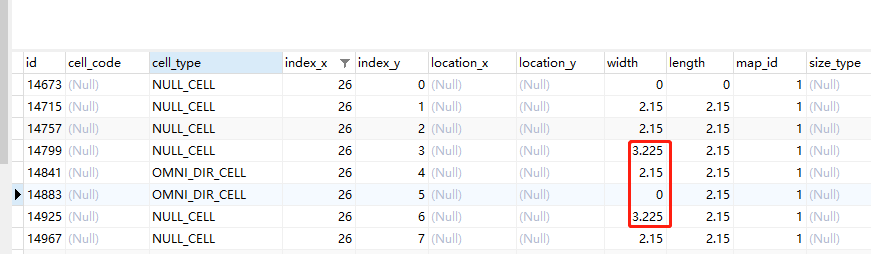 id cell_code cell_type index_x index_y location_x location_y width length map_id size_type
14673 (Null) NULL_CELL 26 0 (Null) (Null) 0 0 1 (Null)
14715 (Null) NULL_CELL 26 1 (Null) (Null) 2.15 2.15 1 (Null)
14757 (Null) NULL_CELL 26 2 (Null) (Null) 2.15 2.15 1 (Null)
14799 (Null) NULL_CELL 26 3 (Null) (Null) 3.225 2.15 1 (Null)
14841 (Null) OMNI_DIR_CELL 26 4 (Null) (Null) 2.15 2.15 1 (Null)
14883 (Null) OMNI_DIR_CELL 26 5 (Null) (Null) 0 2.15 1 (Null)
14925 (Null) NULL_CELL 26 6 (Null) (Null) 3.225 2.15 1 (Null)
14967 (Null) NULL_CELL 26 7 (Null) (Null) 2.15 2.15 1 (Null)